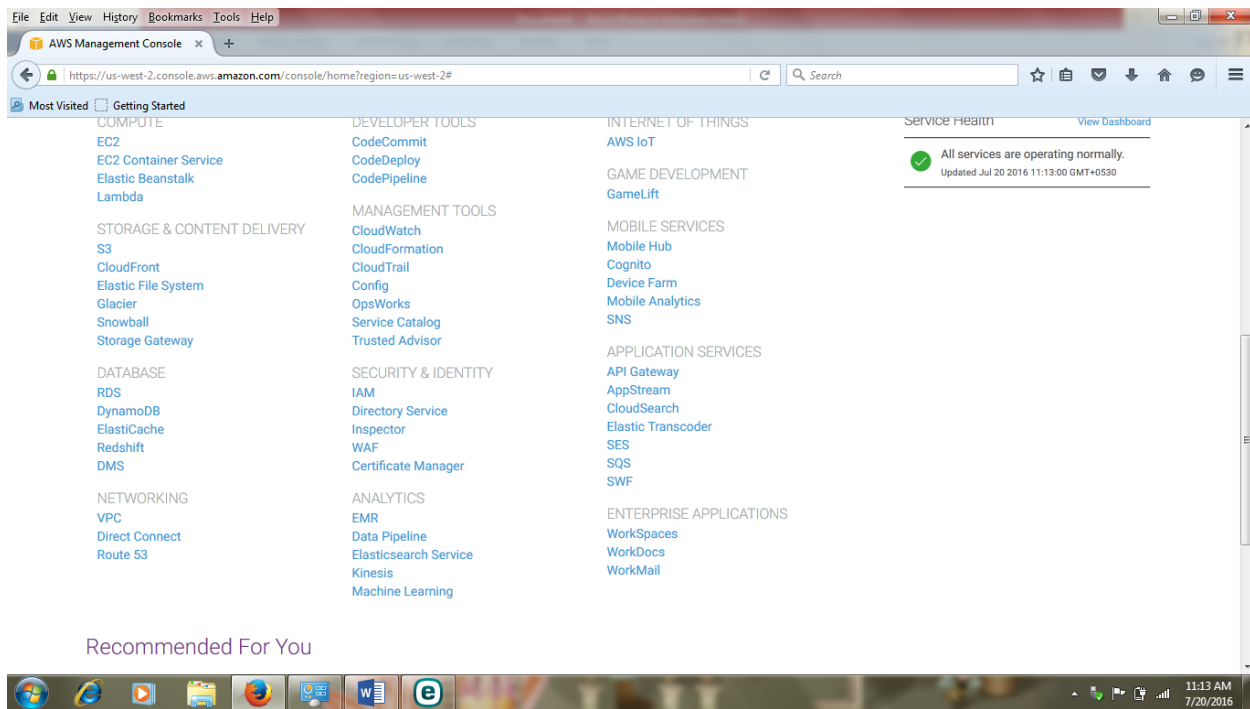 File Edit View History Bookmarks Tools Help
AWS Management Console
https://us-west-2.console.aws.amazon.com/console/home?region=us-west-2#
Search
Most Visited Getting Started
COMPUTE
EC2
EC2 Container Service
Elastic Beanstalk
Lambda
STORAGE & CONTENT DELIVERY
S3
CloudFront
Elastic File System
Glacier
Snowball
Storage Gateway
DATABASE
RDS
DynamoDB
ElastiCache
Redshift
DMS
NETWORKING
VPC
Direct Connect
Route 53
DEVELOPER TOOLS
CodeCommit
CodeDeploy
CodePipeline
MANAGEMENT TOOLS
CloudWatch
CloudFormation
CloudTrail
Config
OpsWorks
Service Catalog
Trusted Advisor
SECURITY & IDENTITY
IAM
Directory Service
Inspector
WAF
Certificate Manager
ANALYTICS
EMR
Data Pipeline
Elasticsearch Service
Kinesis
Machine Learning
INTERNET OF THINGS
AWS IoT
GAME DEVELOPMENT
GameLift
MOBILE SERVICES
Mobile Hub
Cognito
Device Farm
Mobile Analytics
SNS
APPLICATION SERVICES
API Gateway
AppStream
CloudSearch
Elastic Transcoder
SES
SQS
SWF
ENTERPRISE APPLICATIONS
WorkSpaces
WorkDocs
WorkMail
Service Health View Dashboard
All services are operating normally.
Updated Jul 20 2016 11:13:00 GMT+0530
Recommended For You
11:13 AM
7/20/2016